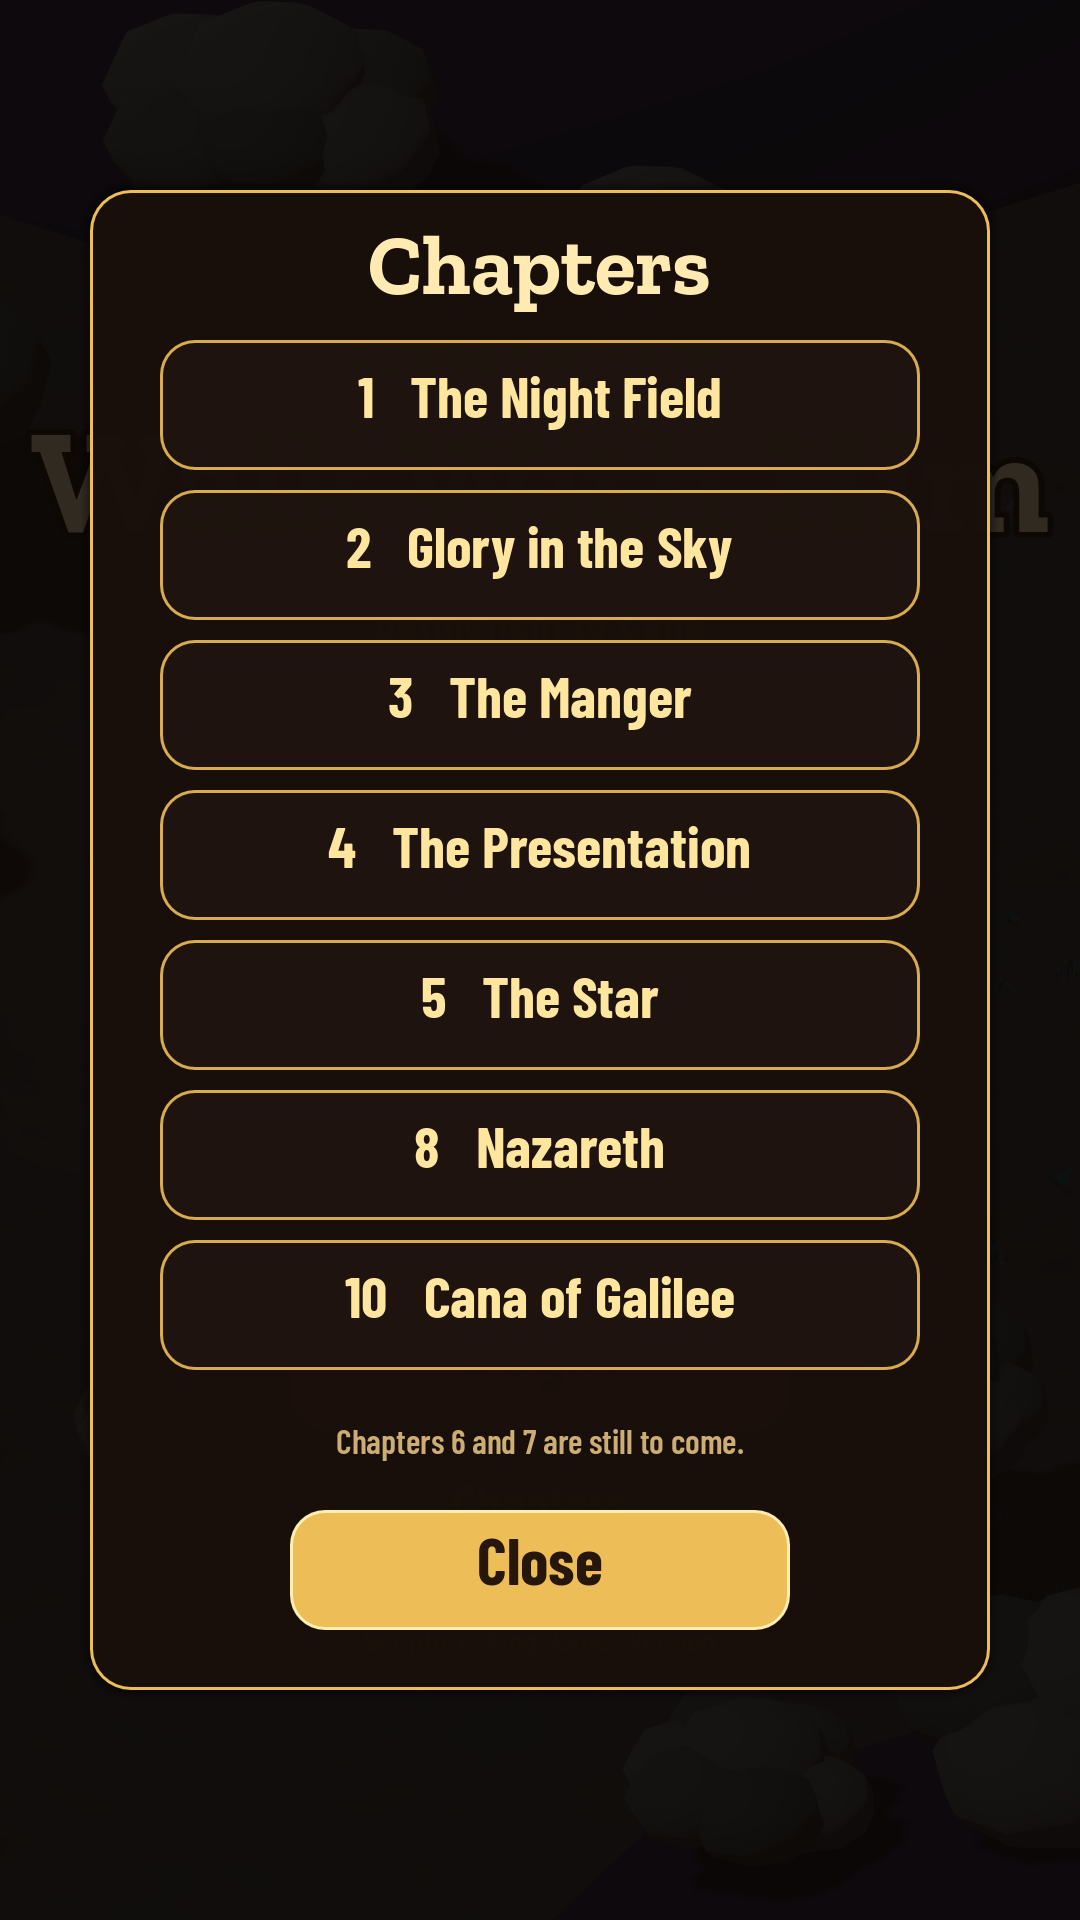 Chapters
1 The Night Field
2 Glory in the Sky
3 The Manger
4 The Presentation
5 The Star
8 Nazareth
10 Cana of Galilee
Chapters 6 and 7 are still to come.
Close